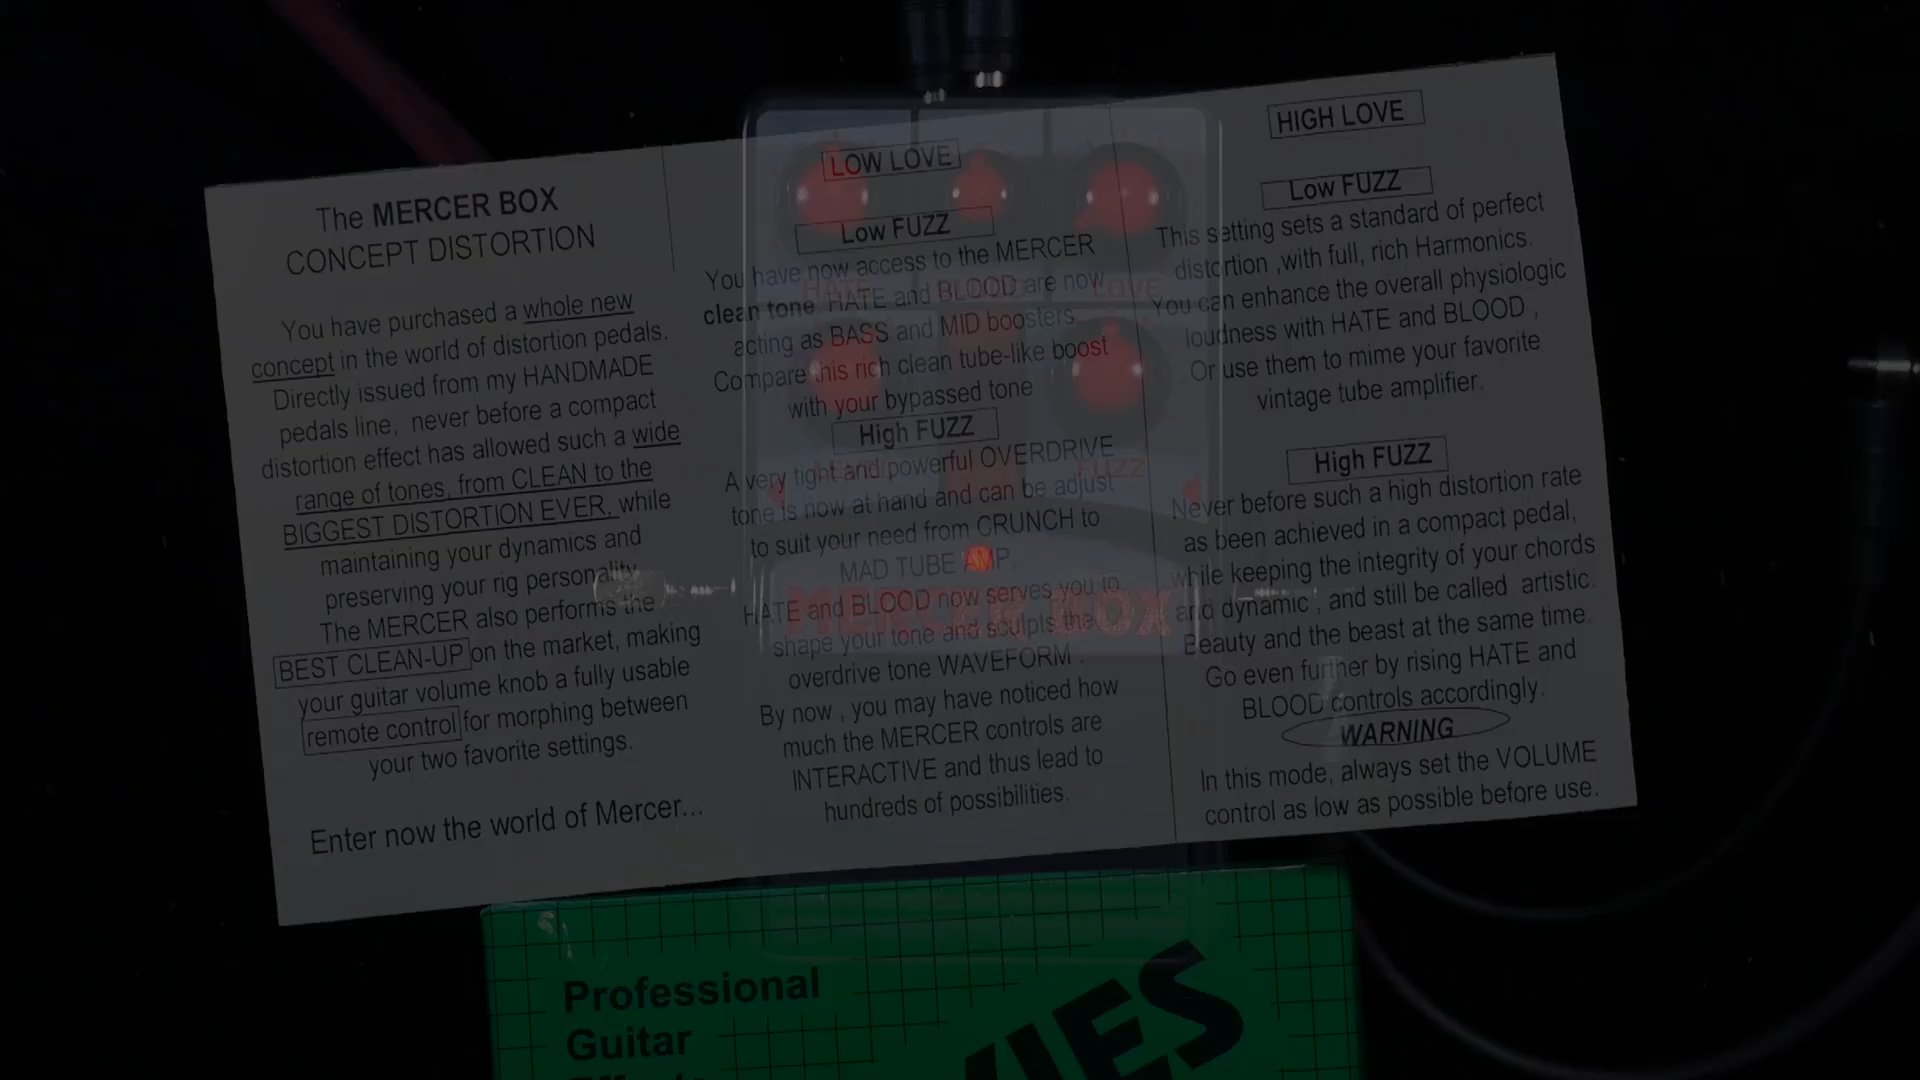 The MERCER BOX
CONCEPT DISTORTION
You have purchased a whole new
concept in the world of distortion pedals.
Directly issued from my HANDMADE
pedals line, never before a compact
distortion effect has allowed such a wide
range of tones, from CLEAN to the
BIGGEST DISTORTION EVER, while
maintaining your dynamics and
preserving your rig personality.
The MERCER also performs the
BEST CLEAN-UP on the market, making
your guitar volume knob a fully usable
remote control for morphing between
your two favorite settings.
Enter now the world of Mercer...
LOW LOVE
Low FUZZ
You have now access to the MERCER
clean tone. HATE and BLOOD are now
acting as BASS and MID boosters.
Compare this rich clean tube-like boost
with your bypassed tone
High FUZZ
A very tight and powerful OVERDRIVE
tone is now at hand and can be adjust
to suit your need from CRUNCH to
MAD TUBE AMP.
HATE and BLOOD now serves you to
shape your tone and sculpts the
overdrive tone WAVEFORM .
By now , you may have noticed how
much the MERCER controls are
INTERACTIVE and thus lead to
hundreds of possibilities.
HIGH LOVE
Low FUZZ
This setting sets a standard of perfect
distortion ,with full, rich Harmonics.
You can enhance the overall physiologic
loudness with HATE and BLOOD ,
Or use them to mime your favorite
vintage tube amplifier.
High FUZZ
Never before such a high distortion rate
as been achieved in a compact pedal,
while keeping the integrity of your chords
and dynamic , and still be called artistic.
Beauty and the beast at the same time.
Go even further by rising HATE and
BLOOD controls accordingly.
WARNING
In this mode, always set the VOLUME
control as low as possible before use.
HATE
LOVE
FUZZ
MERCER BOX
Professional
Guitar